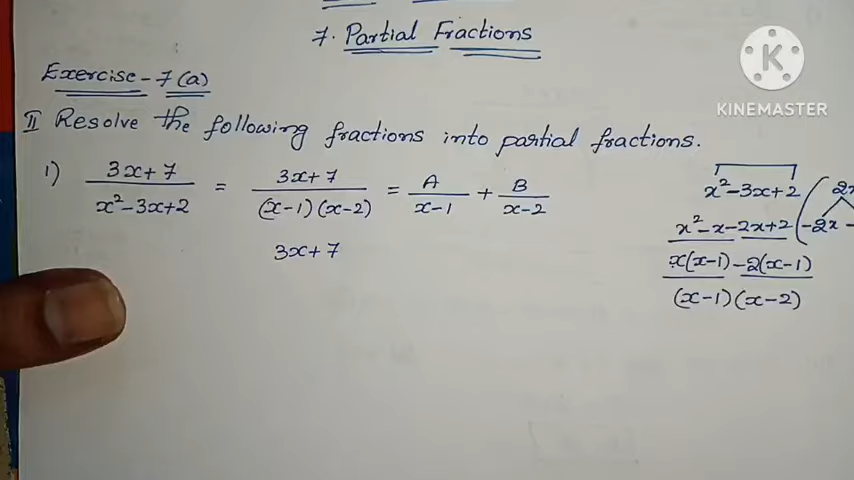 7. Partial Fractions
KINEMASTER
Exercise-7(a)
II Resolve the following fractions into partial fractions.
1) (3x+7)/(x²-3x+2) = (3x+7)/((x-1)(x-2)) = A/(x-1) + B/(x-2)
3x+7
x²-3x+2
x²-x-2x+2
x(x-1)-2(x-1)
(x-1)(x-2)